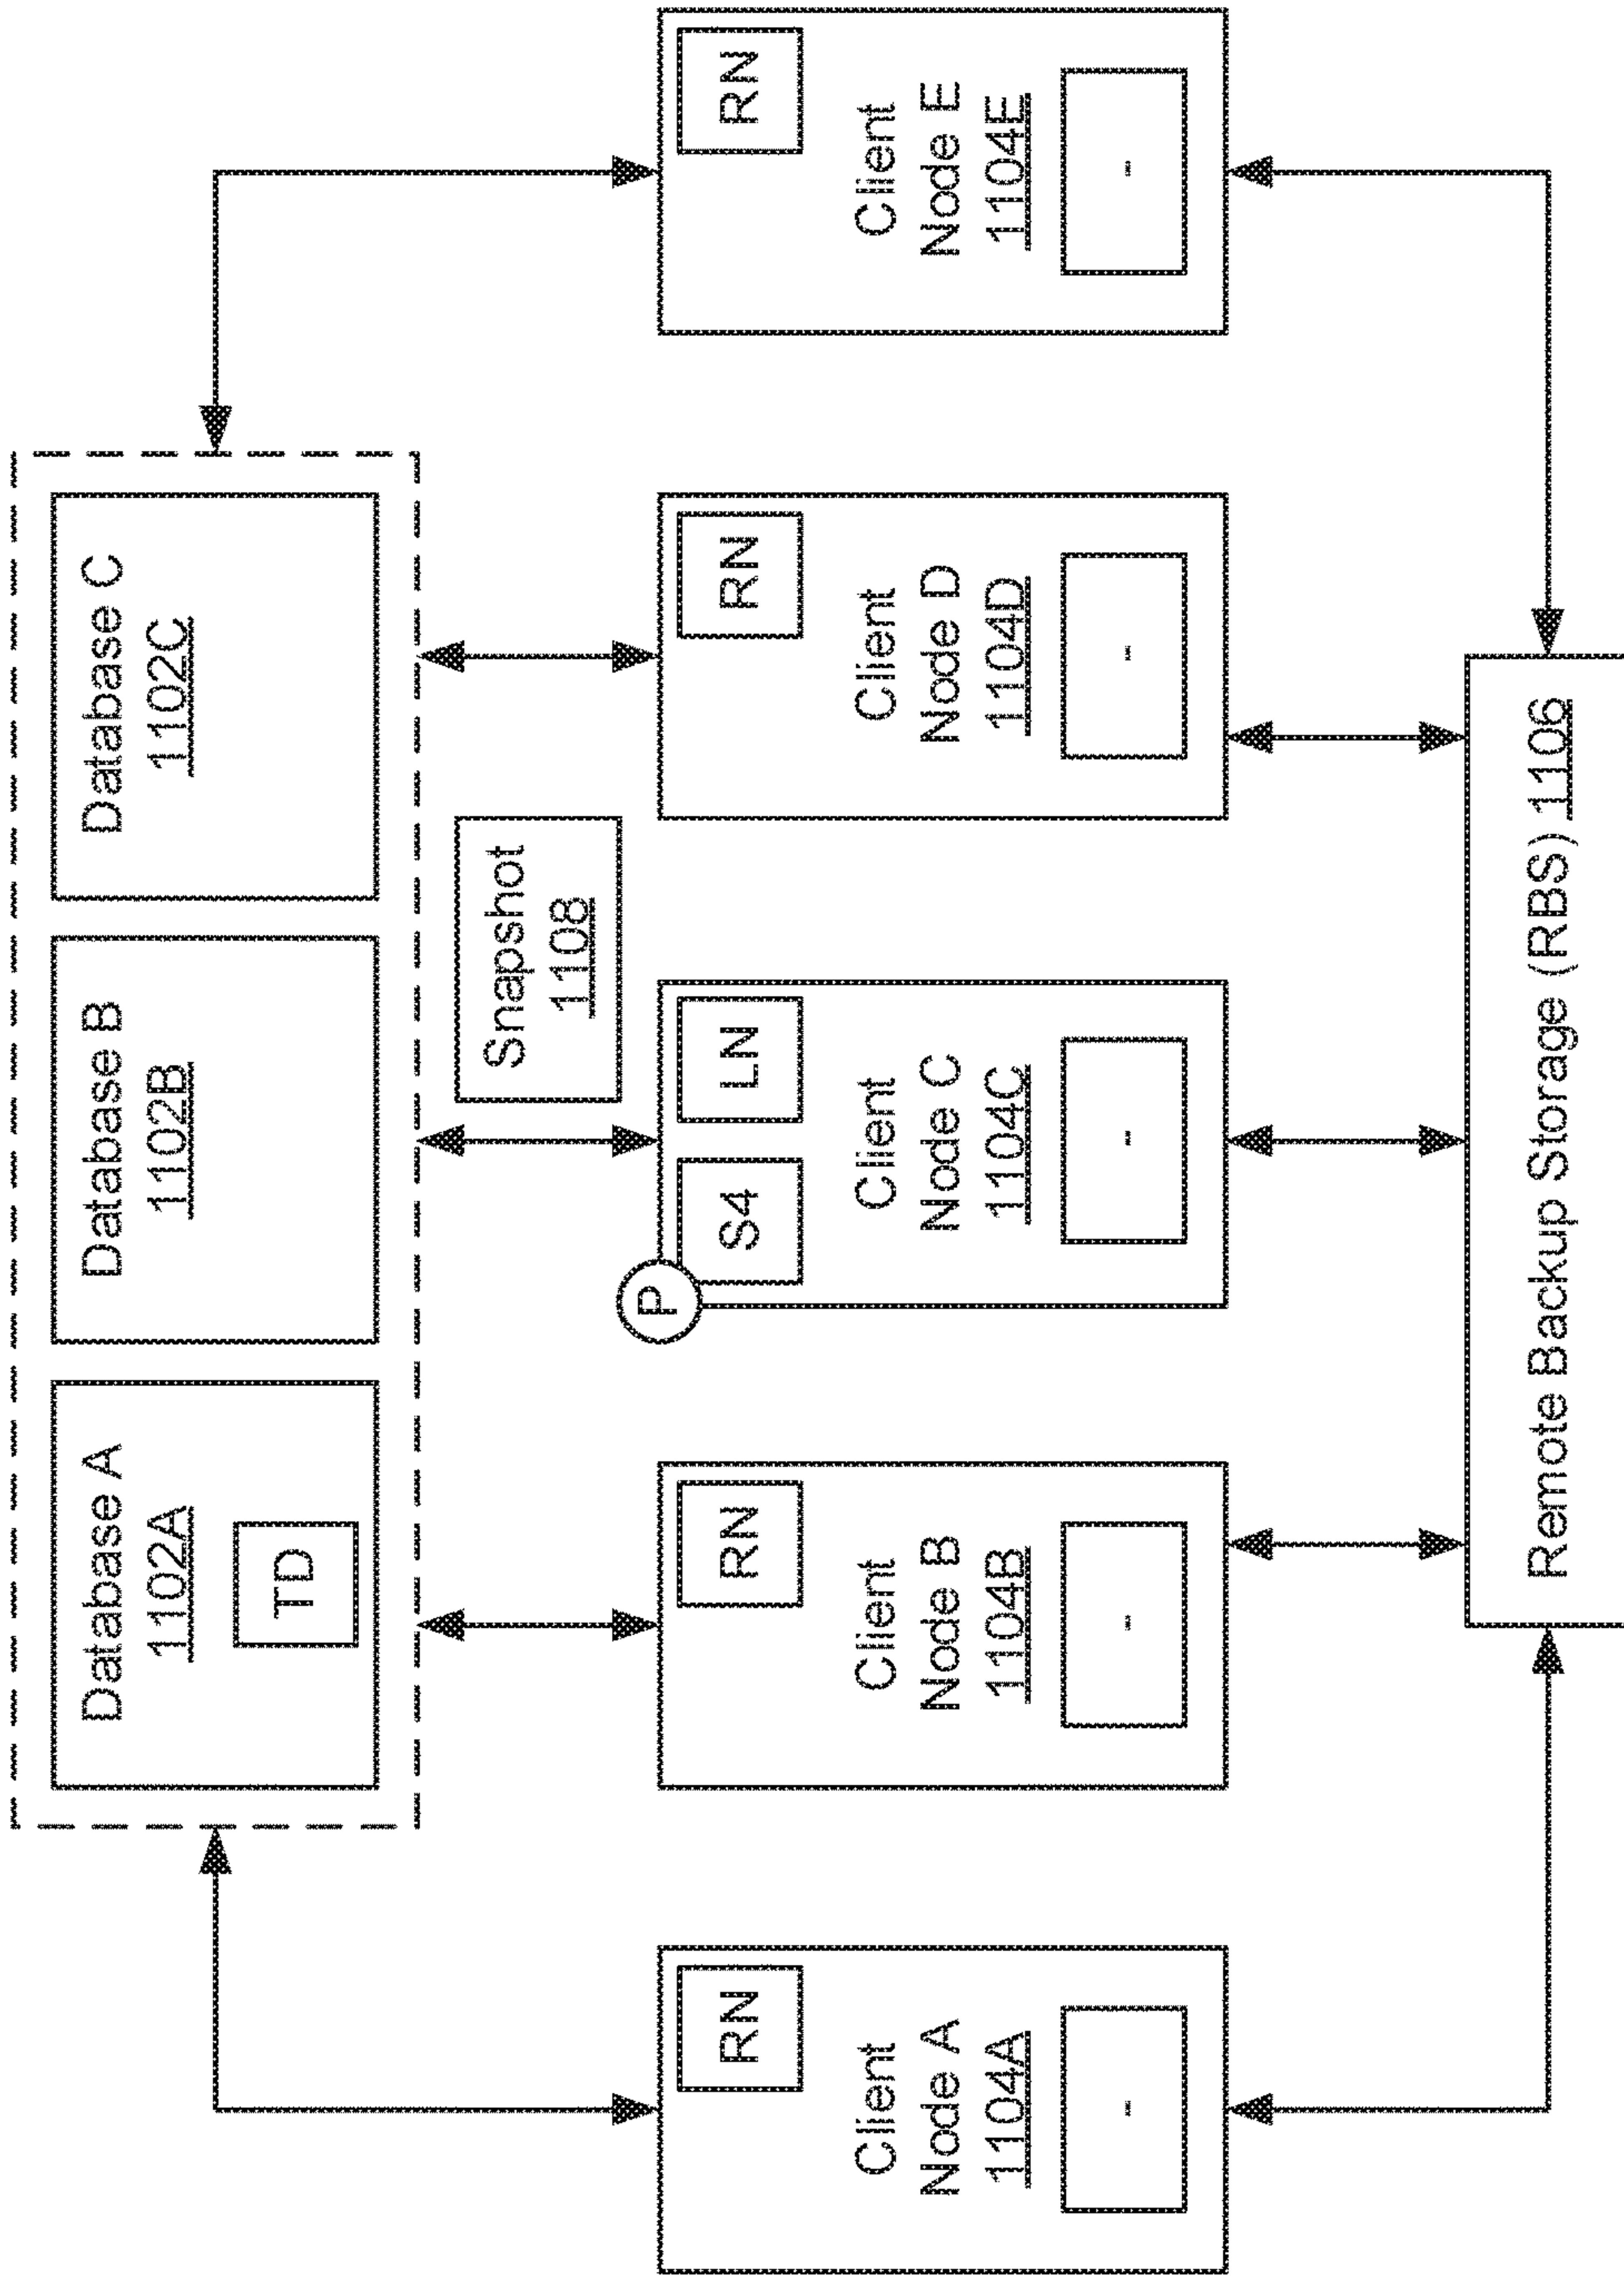 Database A
1102A
TD
Database B
1102B
Database C
1102C
Snapshot
1108
RN
Client
Node A
1104A
-
RN
Client
Node B
1104B
-
P
S4
LN
Client
Node C
1104C
-
RN
Client
Node D
1104D
-
RN
Client
Node E
1104E
-
Remote Backup Storage (RBS) 1106